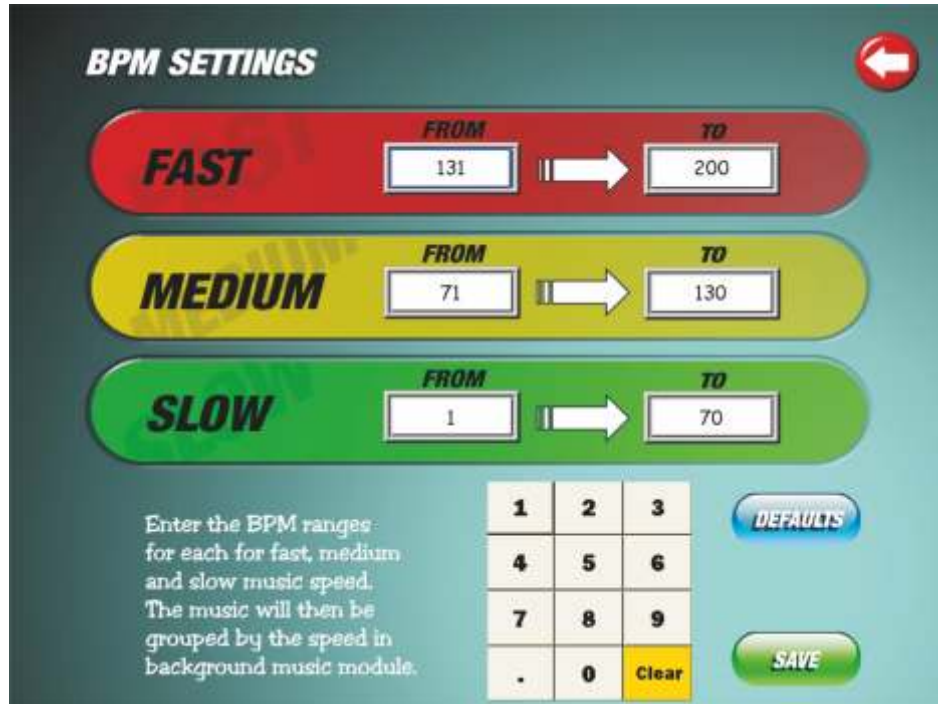 BPM SETTINGS
FAST
FROM
131
TO
200
MEDIUM
FROM
71
TO
130
SLOW
FROM
1
TO
70
Enter the BPM ranges
for each for fast, medium
and slow music speed.
The music will then be
grouped by the speed in
background music module.
1 2 3
4 5 6
7 8 9
. 0 Clear
DEFAULTS
SAVE